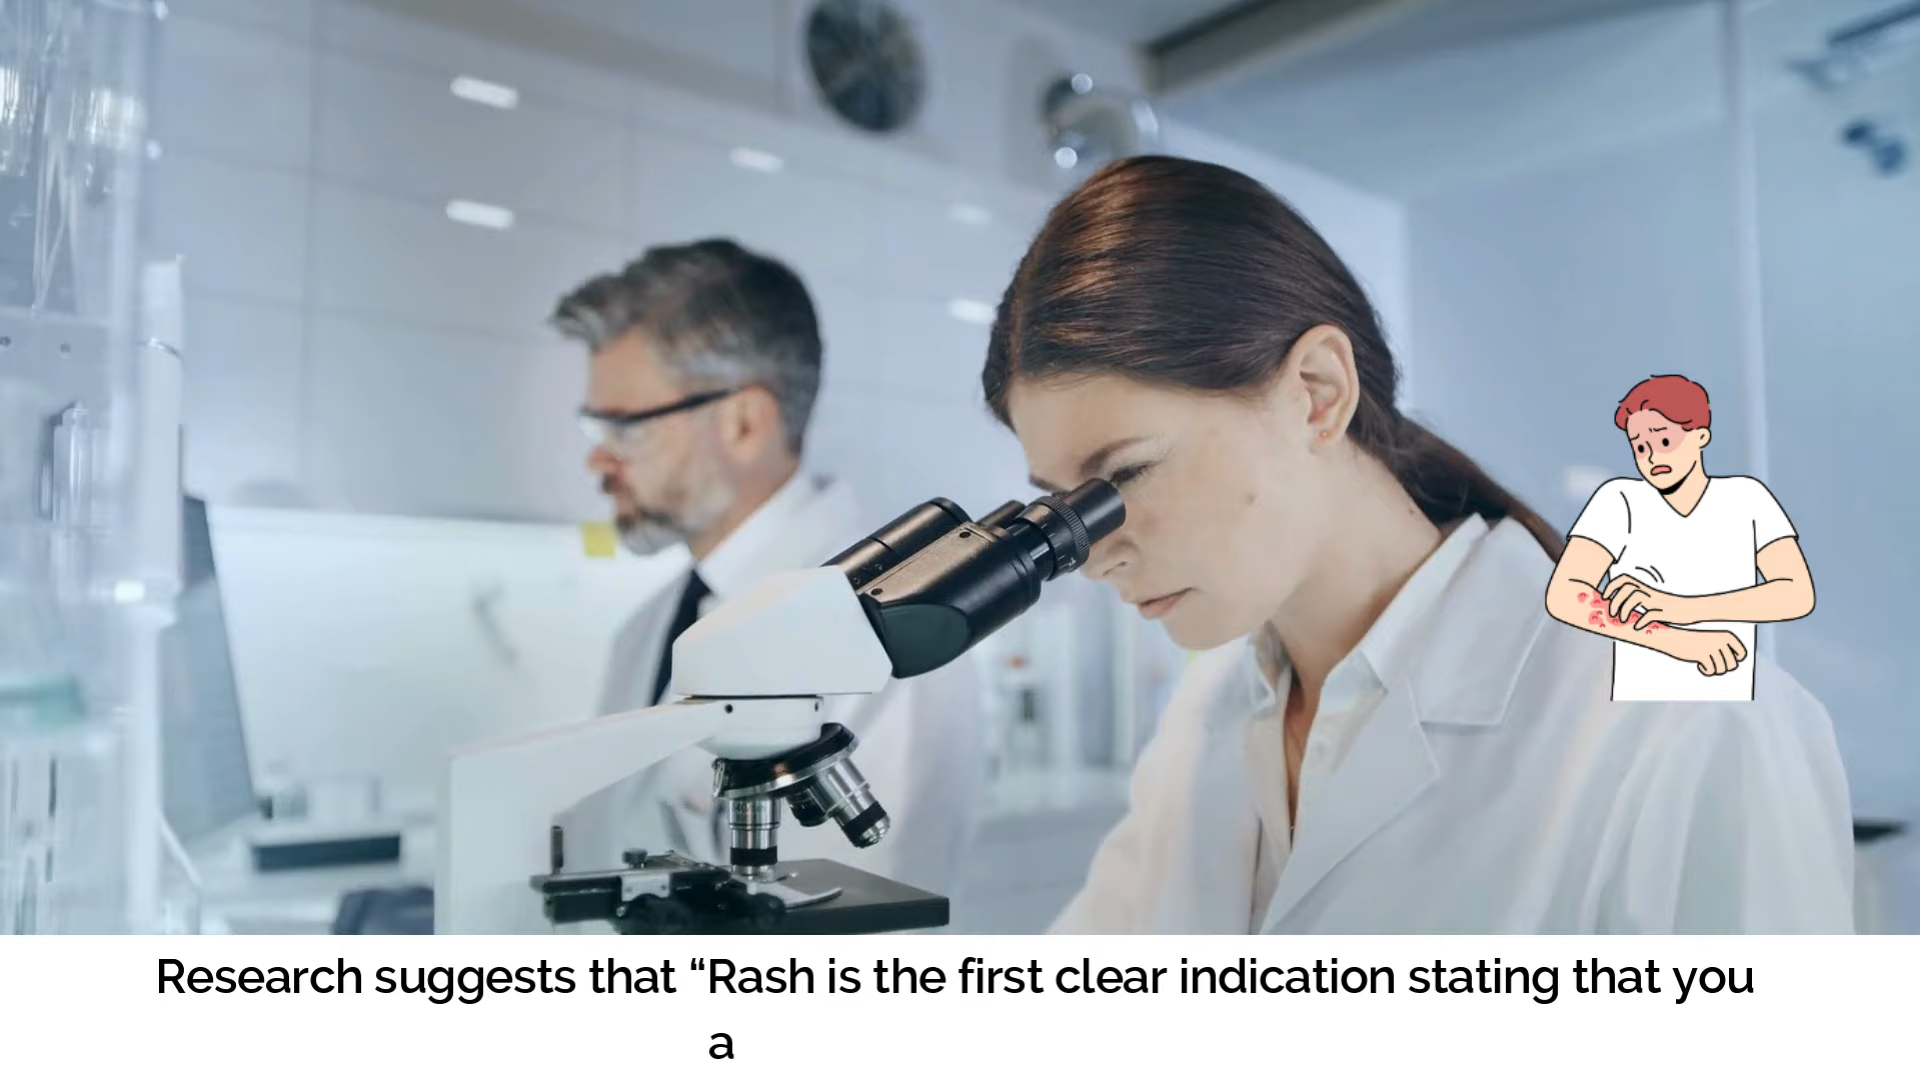 Research suggests that “Rash is the first clear indication stating that you
a